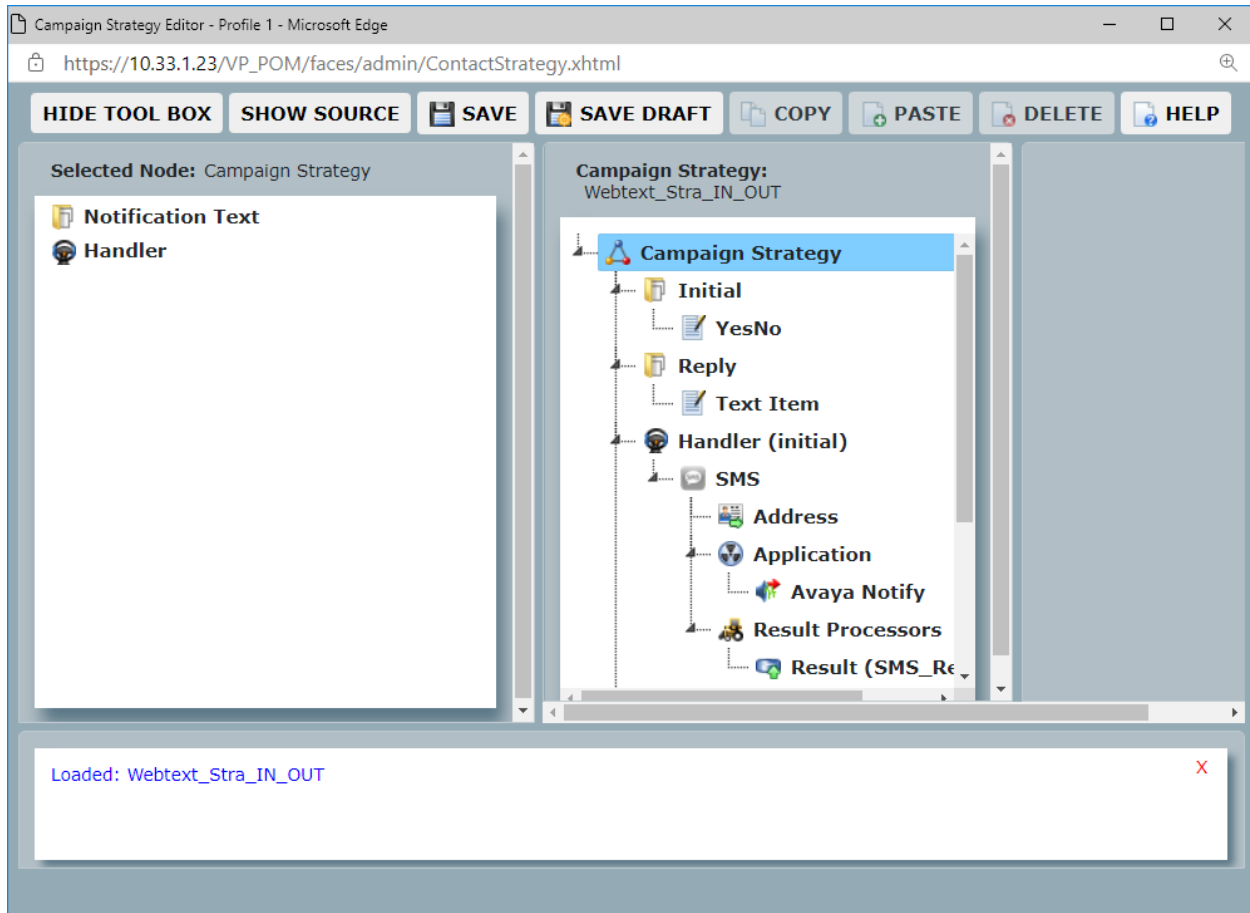 Campaign Strategy Editor - Profile 1 - Microsoft Edge
https://10.33.1.23/VP_POM/faces/admin/ContactStrategy.xhtml
HIDE TOOL BOX SHOW SOURCE SAVE SAVE DRAFT COPY PASTE DELETE HELP
Selected Node: Campaign Strategy
Notification Text
Handler
Campaign Strategy:
Webtext_Stra_IN_OUT
Campaign Strategy
Initial
YesNo
Reply
Text Item
Handler (initial)
SMS
Address
Application
Avaya Notify
Result Processors
Result (SMS_Re
Loaded: Webtext_Stra_IN_OUT
X